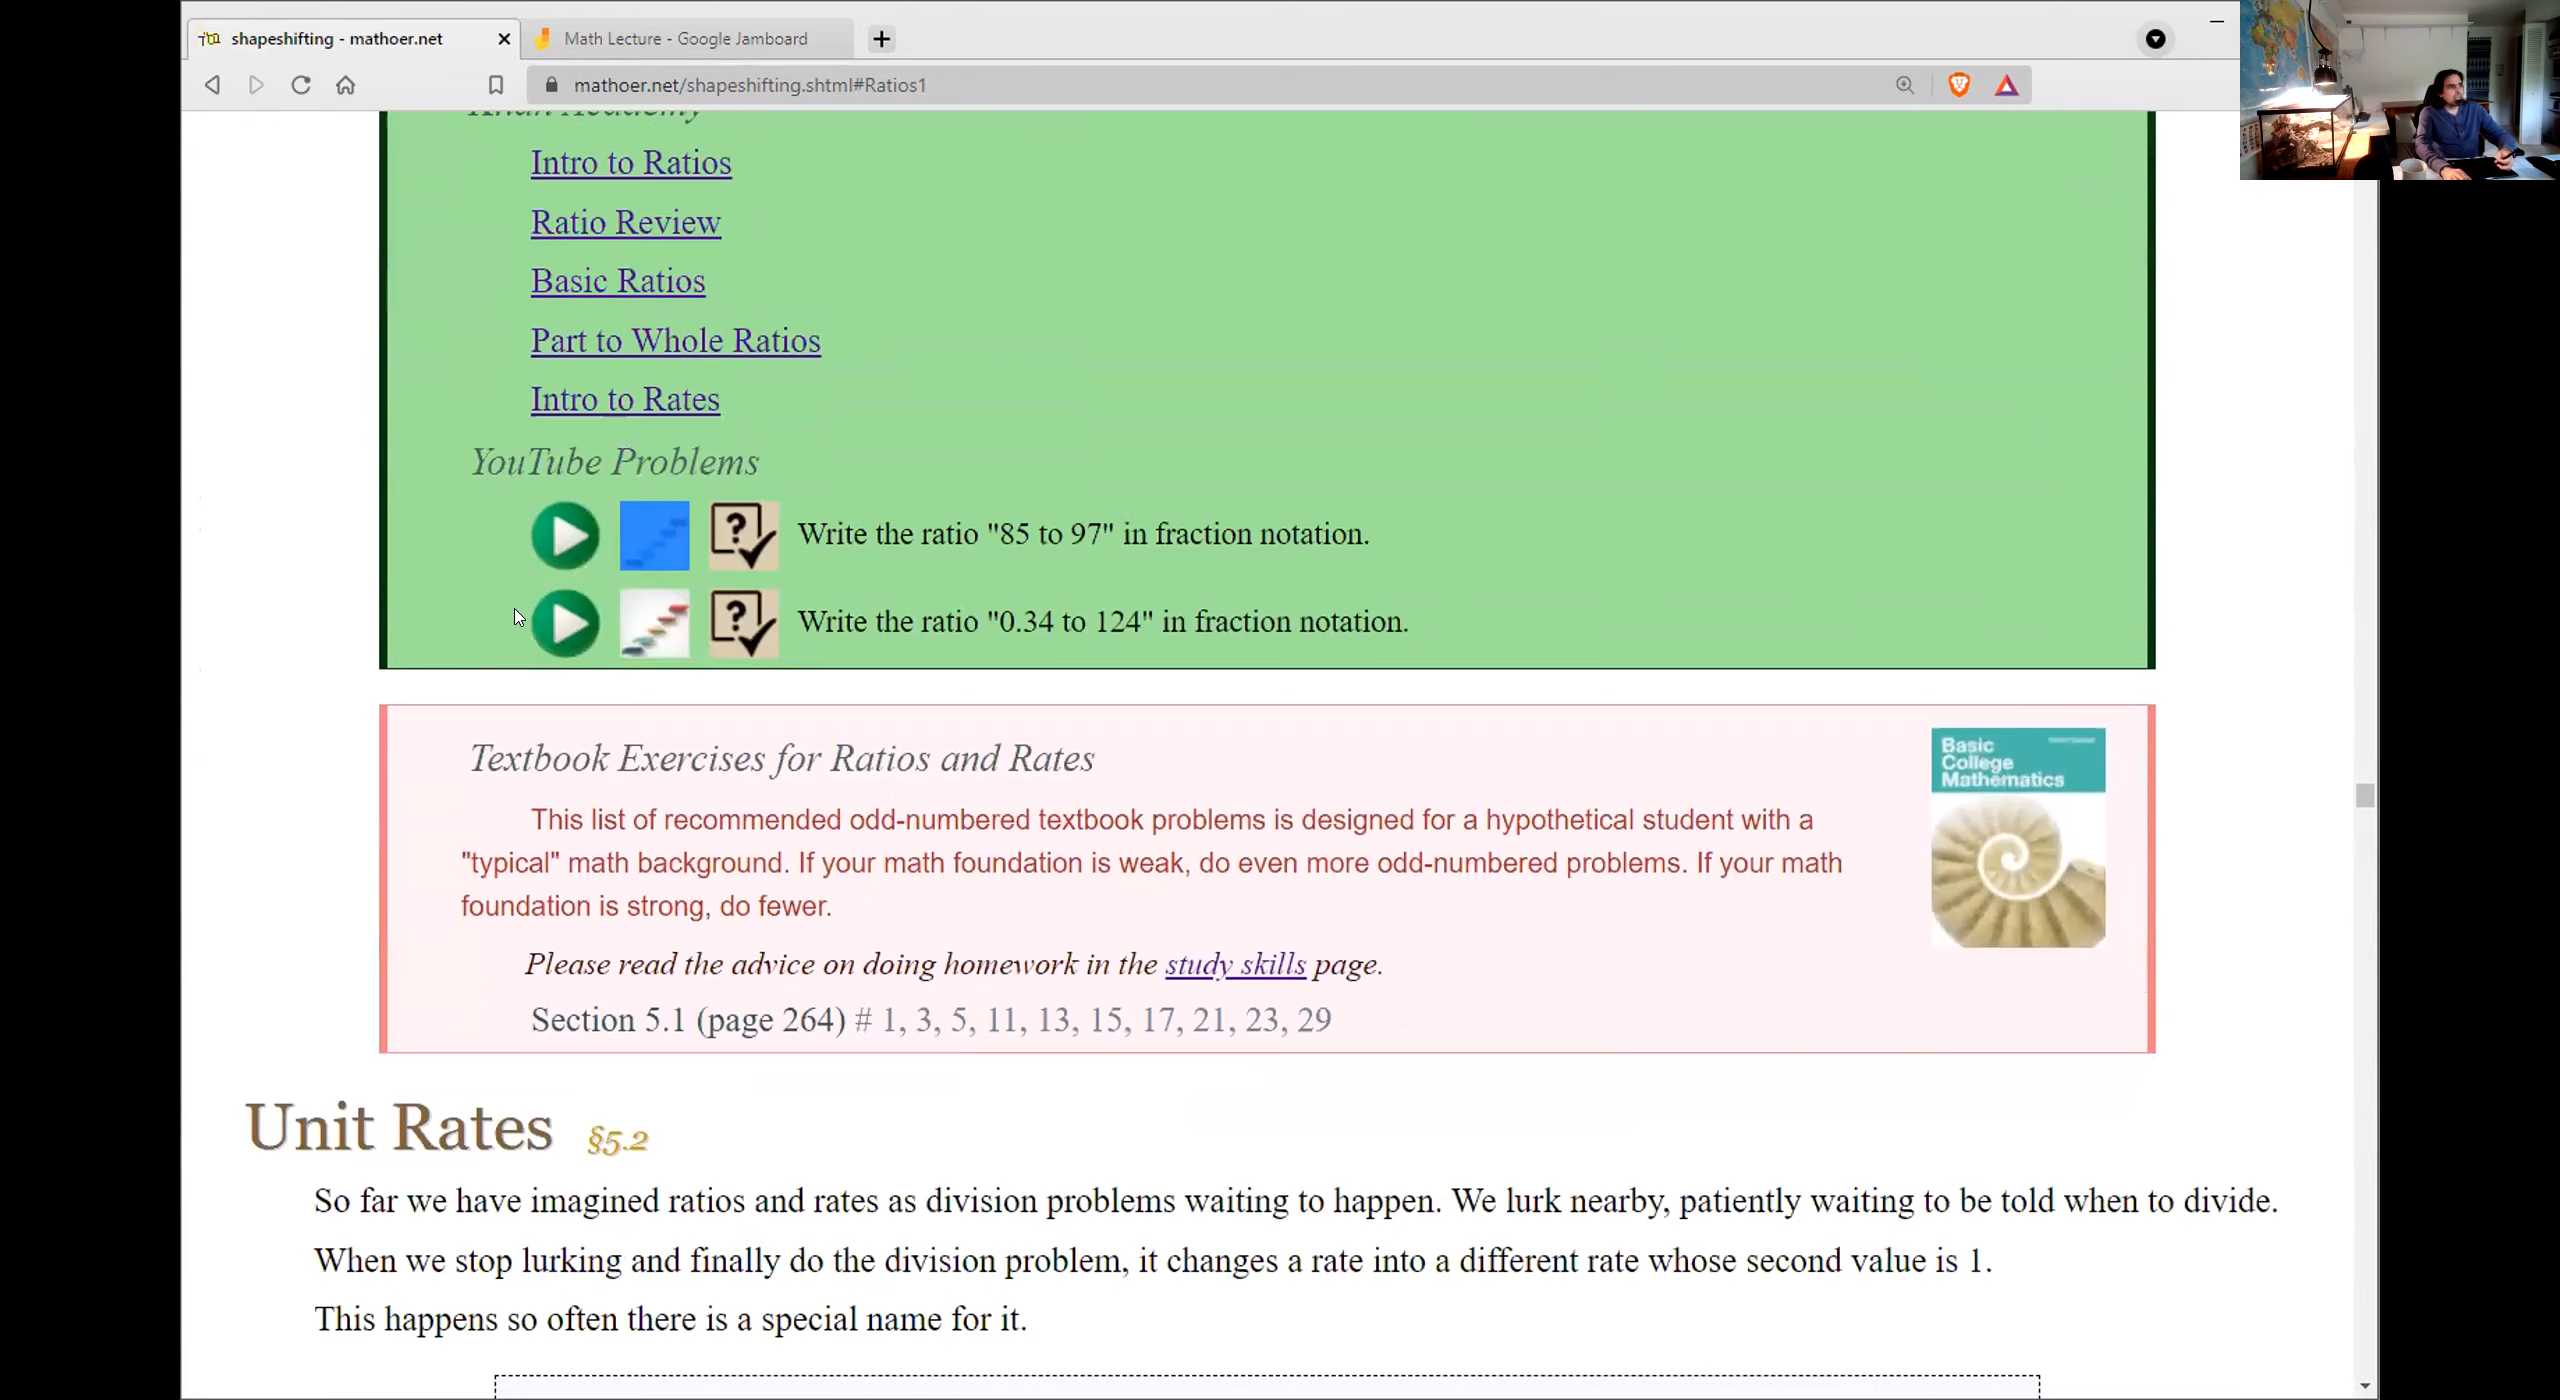 shapeshifting - mathoer.net
Math Lecture - Google Jamboard
mathoer.net/shapeshifting.shtml#Ratios1
Khan Academy
Intro to Ratios
Ratio Review
Basic Ratios
Part to Whole Ratios
Intro to Rates
YouTube Problems
Write the ratio "85 to 97" in fraction notation.
Write the ratio "0.34 to 124" in fraction notation.
Textbook Exercises for Ratios and Rates
Basic
College
Mathematics
This list of recommended odd-numbered textbook problems is designed for a hypothetical student with a
"typical" math background. If your math foundation is weak, do even more odd-numbered problems. If your math
foundation is strong, do fewer.
Please read the advice on doing homework in the study skills page.
Section 5.1 (page 264) # 1, 3, 5, 11, 13, 15, 17, 21, 23, 29
Unit Rates §5.2
So far we have imagined ratios and rates as division problems waiting to happen. We lurk nearby, patiently waiting to be told when to divide.
When we stop lurking and finally do the division problem, it changes a rate into a different rate whose second value is 1.
This happens so often there is a special name for it.